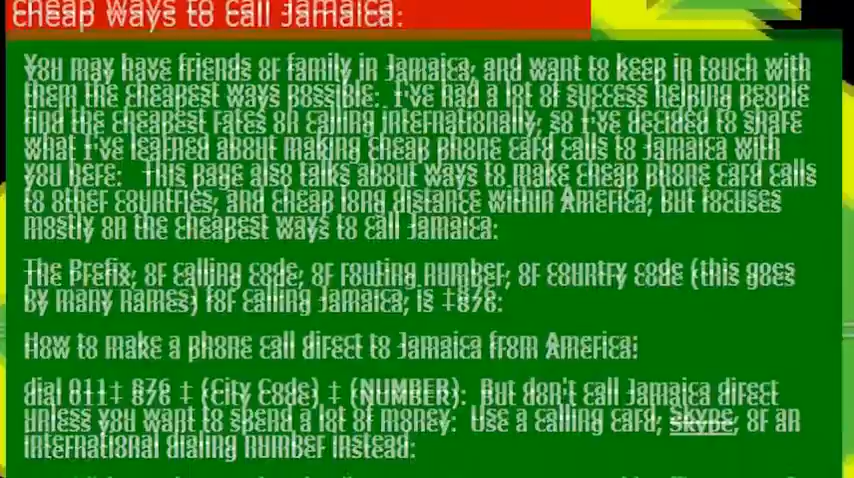 cheap ways to call Jamaica:
You may have friends or family in Jamaica, and want to keep in touch with
them the cheapest ways possible. I've had a lot of success helping people
find the cheapest rates on calling internationally, so I've decided to share
what I've learned about making cheap phone card calls to Jamaica with
you here. This page also talks about ways to make cheap phone card calls
to other countries, and cheap long distance within America, but focuses
mostly on the cheapest ways to call Jamaica.
The Prefix, or calling code, or routing number, or country code (this goes
by many names) for calling Jamaica, is +876.
How to make a phone call direct to Jamaica from America:
dial 011+ 876 + (City Code) + (NUMBER). But don't call Jamaica direct
unless you want to spend a lot of money. Use a calling card, Skype, or an
international dialing number instead.